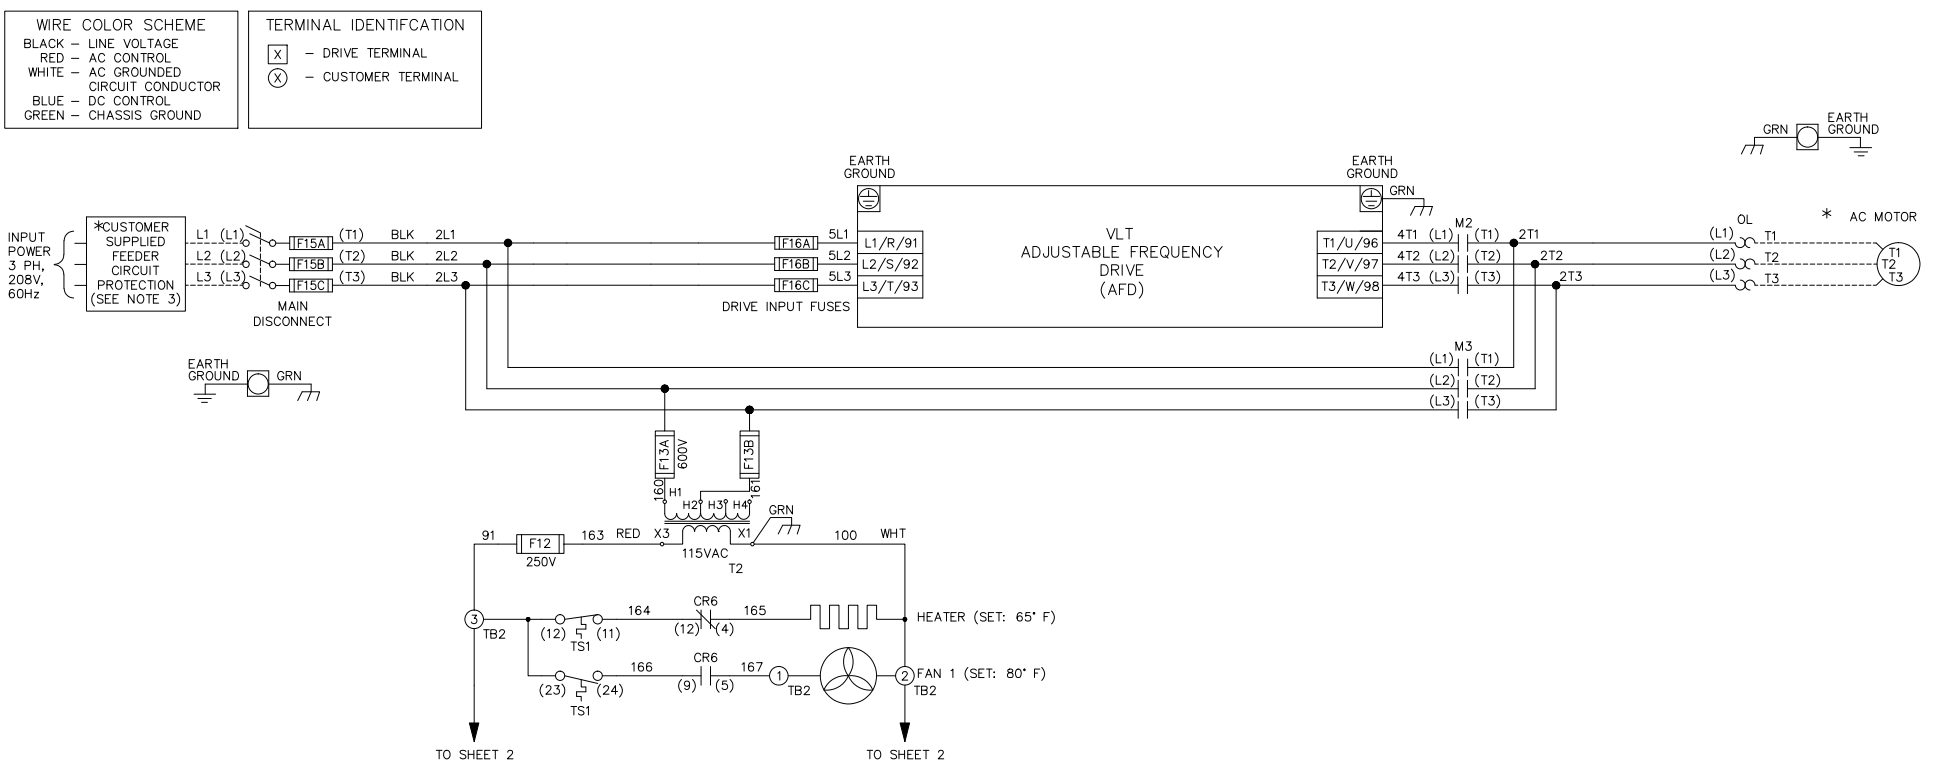 WIRE COLOR SCHEME
BLACK – LINE VOLTAGE
RED – AC CONTROL
WHITE – AC GROUNDED
CIRCUIT CONDUCTOR
BLUE – DC CONTROL
GREEN – CHASSIS GROUND
TERMINAL IDENTIFCATION
X – DRIVE TERMINAL
X – CUSTOMER TERMINAL
GRN
EARTH
GROUND
EARTH
GROUND
EARTH
GROUND
GRN
INPUT
POWER
3 PH,
208V,
60Hz
*CUSTOMER
SUPPLIED
FEEDER
CIRCUIT
PROTECTION
(SEE NOTE 3)
L1 (L1) F15A (T1) BLK 2L1 F16A 5L1 L1/R/91
L2 (L2) F15B (T2) BLK 2L2 F16B 5L2 L2/S/92
L3 (L3) F15C (T3) BLK 2L3 F16C 5L3 L3/T/93
MAIN
DISCONNECT
DRIVE INPUT FUSES
VLT
ADJUSTABLE FREQUENCY
DRIVE
(AFD)
M2
OL
* AC MOTOR
T1/U/96 4T1 (L1) (T1) 2T1 (L1) T1 T1
T2/V/97 4T2 (L2) (T2) 2T2 (L2) T2 T2
T3/W/98 4T3 (L3) (T3) 2T3 (L3) T3 T3
M3
(L1) (T1)
(L2) (T2)
(L3) (T3)
EARTH
GROUND
GRN
F13A
600V
F13B
160
161
H1
H2 H3 H4
GRN
91 F12 163 RED X3 X1 100 WHT
250V
115VAC
T2
3
TB2
(12) (11)
TS1
164
CR6
(12) (4)
165
HEATER (SET: 65° F)
(23) (24)
TS1
166
CR6
(9) (5)
167
1
TB2
2
TB2
FAN 1 (SET: 80° F)
TO SHEET 2
TO SHEET 2